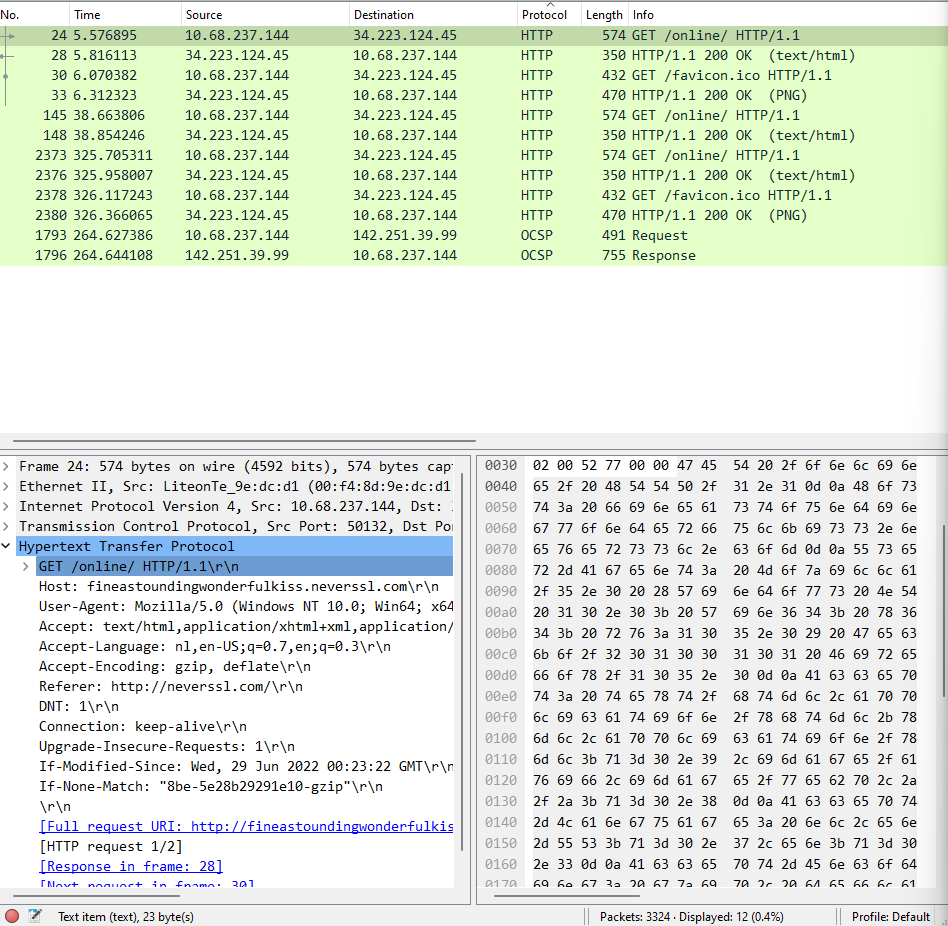 No. Time Source Destination Protocol Length Info
24 5.576895 10.68.237.144 34.223.124.45 HTTP 574 GET /online/ HTTP/1.1
28 5.816113 34.223.124.45 10.68.237.144 HTTP 350 HTTP/1.1 200 OK (text/html)
30 6.070382 10.68.237.144 34.223.124.45 HTTP 432 GET /favicon.ico HTTP/1.1
33 6.312323 34.223.124.45 10.68.237.144 HTTP 470 HTTP/1.1 200 OK (PNG)
145 38.663806 10.68.237.144 34.223.124.45 HTTP 574 GET /online/ HTTP/1.1
148 38.854246 34.223.124.45 10.68.237.144 HTTP 350 HTTP/1.1 200 OK (text/html)
2373 325.705311 10.68.237.144 34.223.124.45 HTTP 574 GET /online/ HTTP/1.1
2376 325.958007 34.223.124.45 10.68.237.144 HTTP 350 HTTP/1.1 200 OK (text/html)
2378 326.117243 10.68.237.144 34.223.124.45 HTTP 432 GET /favicon.ico HTTP/1.1
2380 326.366065 34.223.124.45 10.68.237.144 HTTP 470 HTTP/1.1 200 OK (PNG)
1793 264.627386 10.68.237.144 142.251.39.99 OCSP 491 Request
1796 264.644108 142.251.39.99 10.68.237.144 OCSP 755 Response
Frame 24: 574 bytes on wire (4592 bits), 574 bytes cap
Ethernet II, Src: LiteonTe_9e:dc:d1 (00:f4:8d:9e:dc:d1
Internet Protocol Version 4, Src: 10.68.237.144, Dst:
Transmission Control Protocol, Src Port: 50132, Dst Po
Hypertext Transfer Protocol
GET /online/ HTTP/1.1\r\n
Host: fineastoundingwonderfulkiss.neverssl.com\r\n
User-Agent: Mozilla/5.0 (Windows NT 10.0; Win64; x64
Accept: text/html,application/xhtml+xml,application/
Accept-Language: nl,en-US;q=0.7,en;q=0.3\r\n
Accept-Encoding: gzip, deflate\r\n
Referer: http://neverssl.com/\r\n
DNT: 1\r\n
Connection: keep-alive\r\n
Upgrade-Insecure-Requests: 1\r\n
If-Modified-Since: Wed, 29 Jun 2022 00:23:22 GMT\r\n
If-None-Match: "8be-5e28b29291e10-gzip"\r\n
\r\n
[Full request URI: http://fineastoundingwonderfulkis
[HTTP request 1/2]
[Response in frame: 28]
[Next request in frame: 30]
0030 02 00 52 77 00 00 47 45 54 20 2f 6f 6e 6c 69 6e
0040 65 2f 20 48 54 54 50 2f 31 2e 31 0d 0a 48 6f 73
0050 74 3a 20 66 69 6e 65 61 73 74 6f 75 6e 64 69 6e
0060 67 77 6f 6e 64 65 72 66 75 6c 6b 69 73 73 2e 6e
0070 65 76 65 72 73 73 6c 2e 63 6f 6d 0d 0a 55 73 65
0080 72 2d 41 67 65 6e 74 3a 20 4d 6f 7a 69 6c 6c 61
0090 2f 35 2e 30 20 28 57 69 6e 64 6f 77 73 20 4e 54
00a0 20 31 30 2e 30 3b 20 57 69 6e 36 34 3b 20 78 36
00b0 34 3b 20 72 76 3a 31 30 35 2e 30 29 20 47 65 63
00c0 6b 6f 2f 32 30 31 30 30 31 30 31 20 46 69 72 65
00d0 66 6f 78 2f 31 30 35 2e 30 0d 0a 41 63 63 65 70
00e0 74 3a 20 74 65 78 74 2f 68 74 6d 6c 2c 61 70 70
00f0 6c 69 63 61 74 69 6f 6e 2f 78 68 74 6d 6c 2b 78
0100 6d 6c 2c 61 70 70 6c 69 63 61 74 69 6f 6e 2f 78
0110 6d 6c 3b 71 3d 30 2e 39 2c 69 6d 61 67 65 2f 61
0120 76 69 66 2c 69 6d 61 67 65 2f 77 65 62 70 2c 2a
0130 2f 2a 3b 71 3d 30 2e 38 0d 0a 41 63 63 65 70 74
0140 2d 4c 61 6e 67 75 61 67 65 3a 20 6e 6c 2c 65 6e
0150 2d 55 53 3b 71 3d 30 2e 37 2c 65 6e 3b 71 3d 30
0160 2e 33 0d 0a 41 63 63 65 70 74 2d 45 6e 63 6f 64
0170 69 6e 67 3a 20 67 7a 69 70 2c 20 64 65 66 6c 61
Text item (text), 23 byte(s) Packets: 3324 · Displayed: 12 (0.4%) Profile: Default